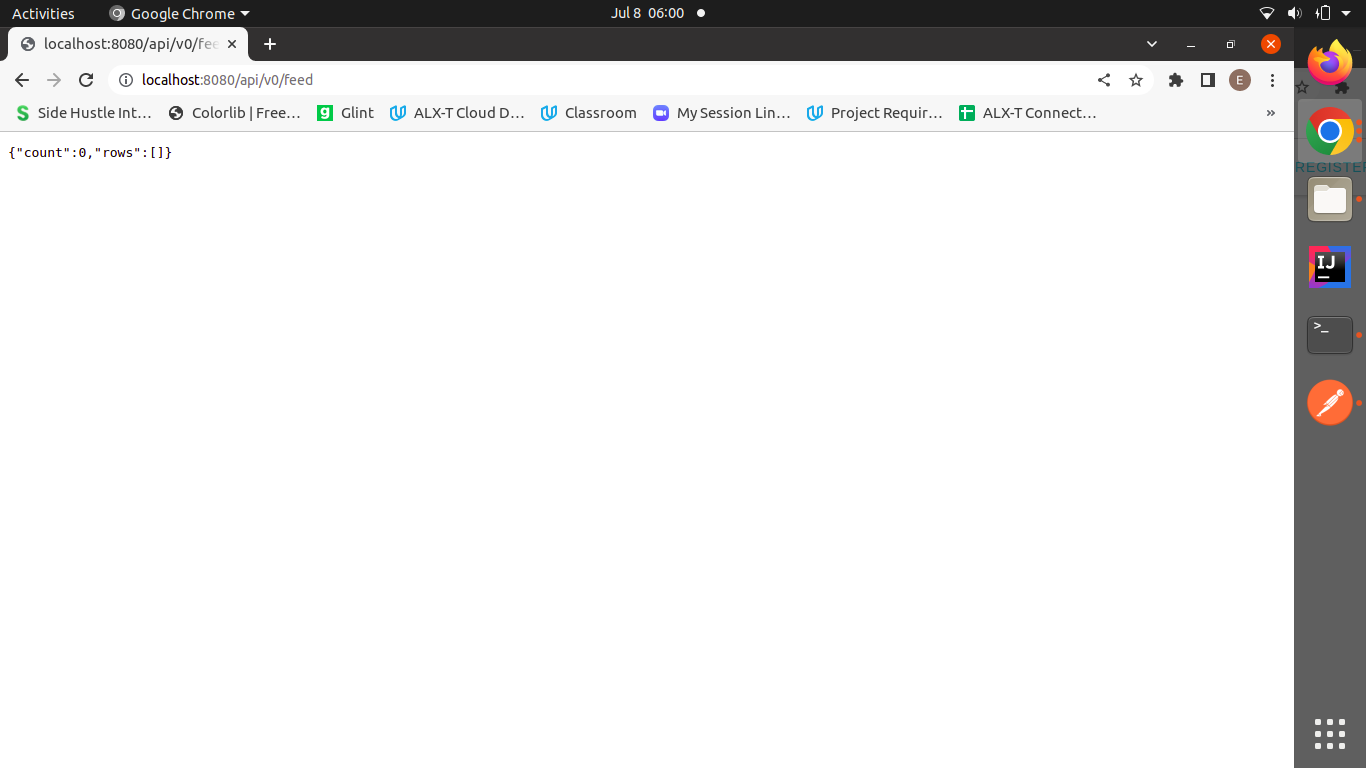 Activities
Google Chrome
Jul 8 06:00
localhost:8080/api/v0/fee
localhost:8080/api/v0/feed
E
Side Hustle Int…
Colorlib | Free…
Glint
ALX-T Cloud D…
Classroom
My Session Lin…
Project Requir…
ALX-T Connect…
»
{"count":0,"rows":[]}
REGISTER
IJ
>_